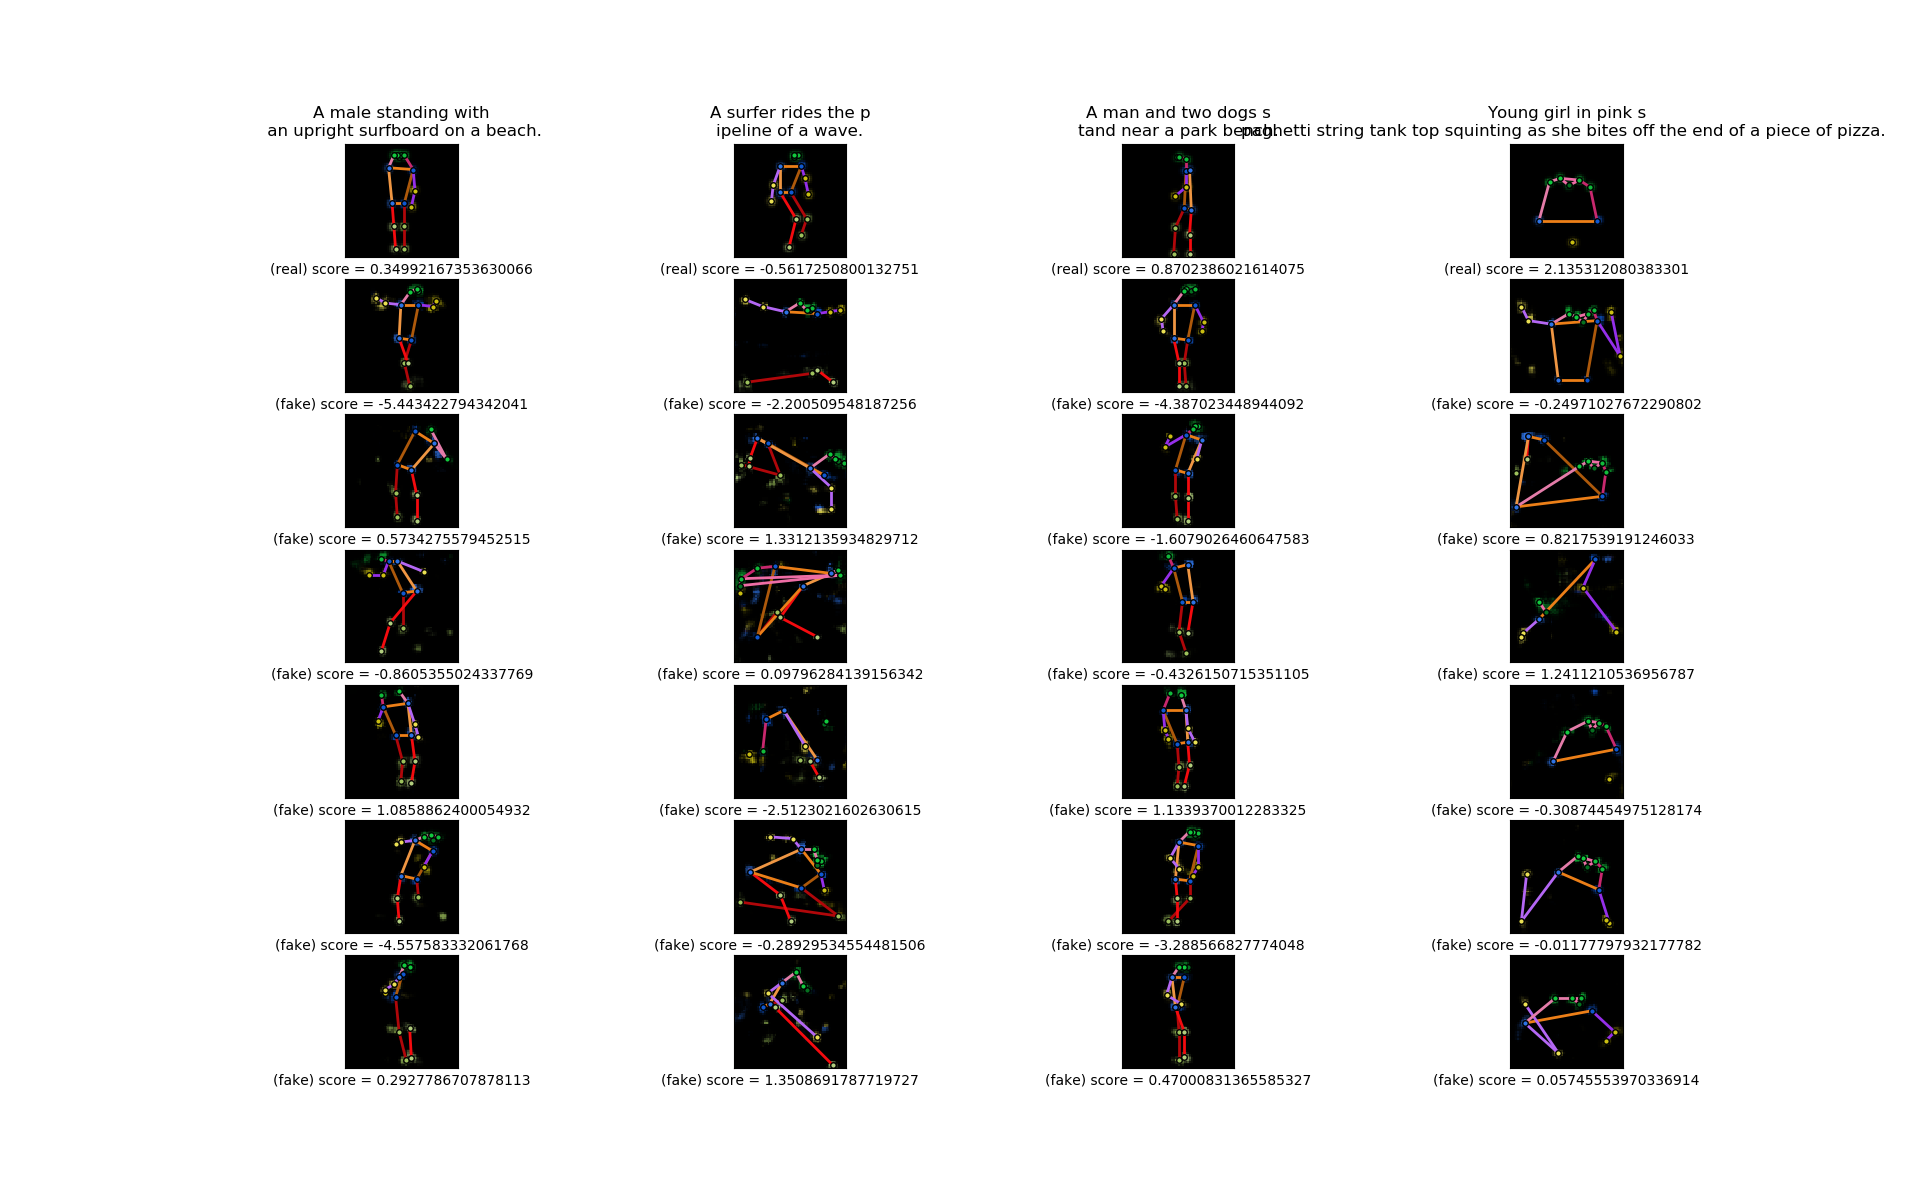 A male standing with
an upright surfboard on a beach.
A surfer rides the p
ipeline of a wave.
A man and two dogs s
tand near a park bench.
Young girl in pink s
paghetti string tank top squinting as she bites off the end of a piece of pizza.
(real) score = 0.34992167353630066
(real) score = -0.5617250800132751
(real) score = 0.8702386021614075
(real) score = 2.135312080383301
(fake) score = -5.443422794342041
(fake) score = -2.200509548187256
(fake) score = -4.387023448944092
(fake) score = -0.24971027672290802
(fake) score = 0.5734275579452515
(fake) score = 1.3312135934829712
(fake) score = -1.6079026460647583
(fake) score = 0.8217539191246033
(fake) score = -0.8605355024337769
(fake) score = 0.09796284139156342
(fake) score = -0.4326150715351105
(fake) score = 1.2411210536956787
(fake) score = 1.0858862400054932
(fake) score = -2.5123021602630615
(fake) score = 1.1339370012283325
(fake) score = -0.30874454975128174
(fake) score = -4.557583332061768
(fake) score = -0.28929534554481506
(fake) score = -3.288566827774048
(fake) score = -0.01177797932177782
(fake) score = 0.2927786707878113
(fake) score = 1.3508691787719727
(fake) score = 0.47000831365585327
(fake) score = 0.05745553970336914